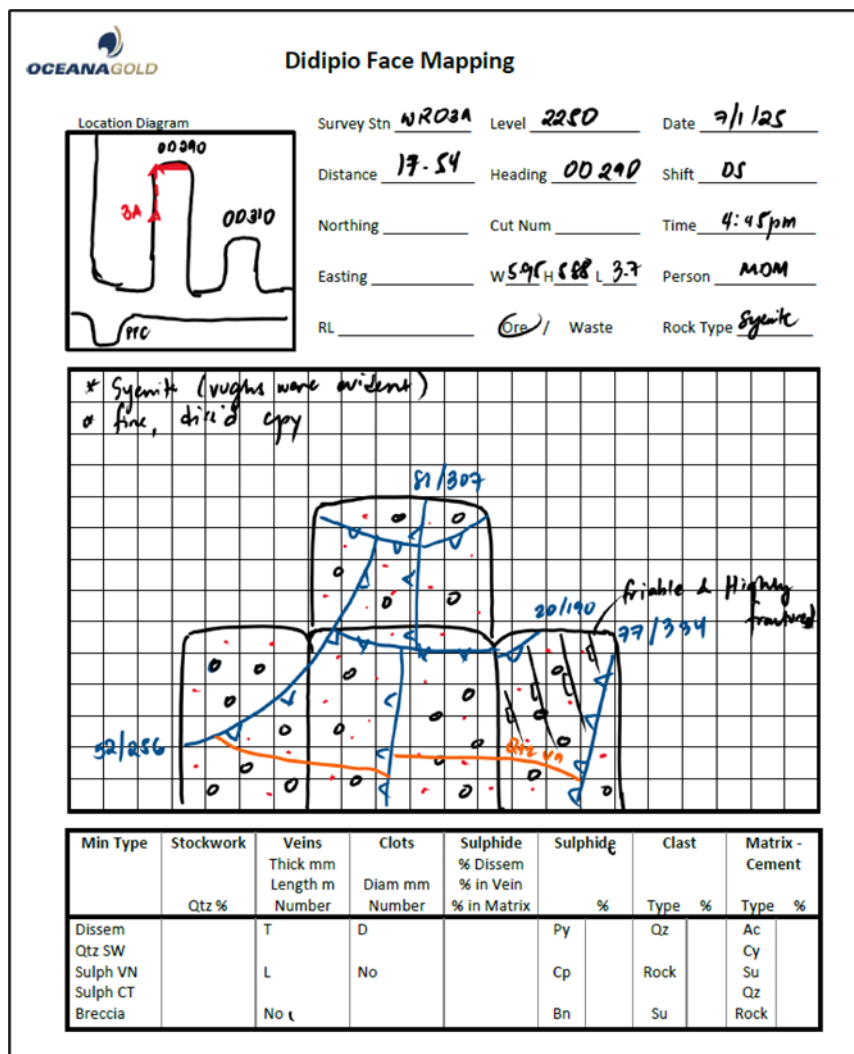 OCEANAGOLD
Didipio Face Mapping
Location Diagram
OD290
3A
OD310
PTC
Survey Stn WR03A Level 2250 Date 7/1/25
Distance 17.54 Heading OD290 Shift DS
Northing Cut Num Time 4:45pm
Easting W 5.95 H 5.88 L 3.7 Person MOM
RL Ore / Waste Rock Type Syenite
* Syenite (vughs were evident)
* fine, diss'd cpy
81/307
friable & Highly
fractured
20/190
77/334
52/256
Qtz vn
Min Type Stockwork Veins Clots Sulphide Sulphide Clast Matrix -
Thick mm % Dissem Cement
Length m Diam mm % in Vein
Qtz % Number Number % in Matrix % Type % Type %
Dissem T D Py Qz Ac
Qtz SW Cy
Sulph VN L No Cp Rock Su
Sulph CT Qz
Breccia No Bn Su Rock